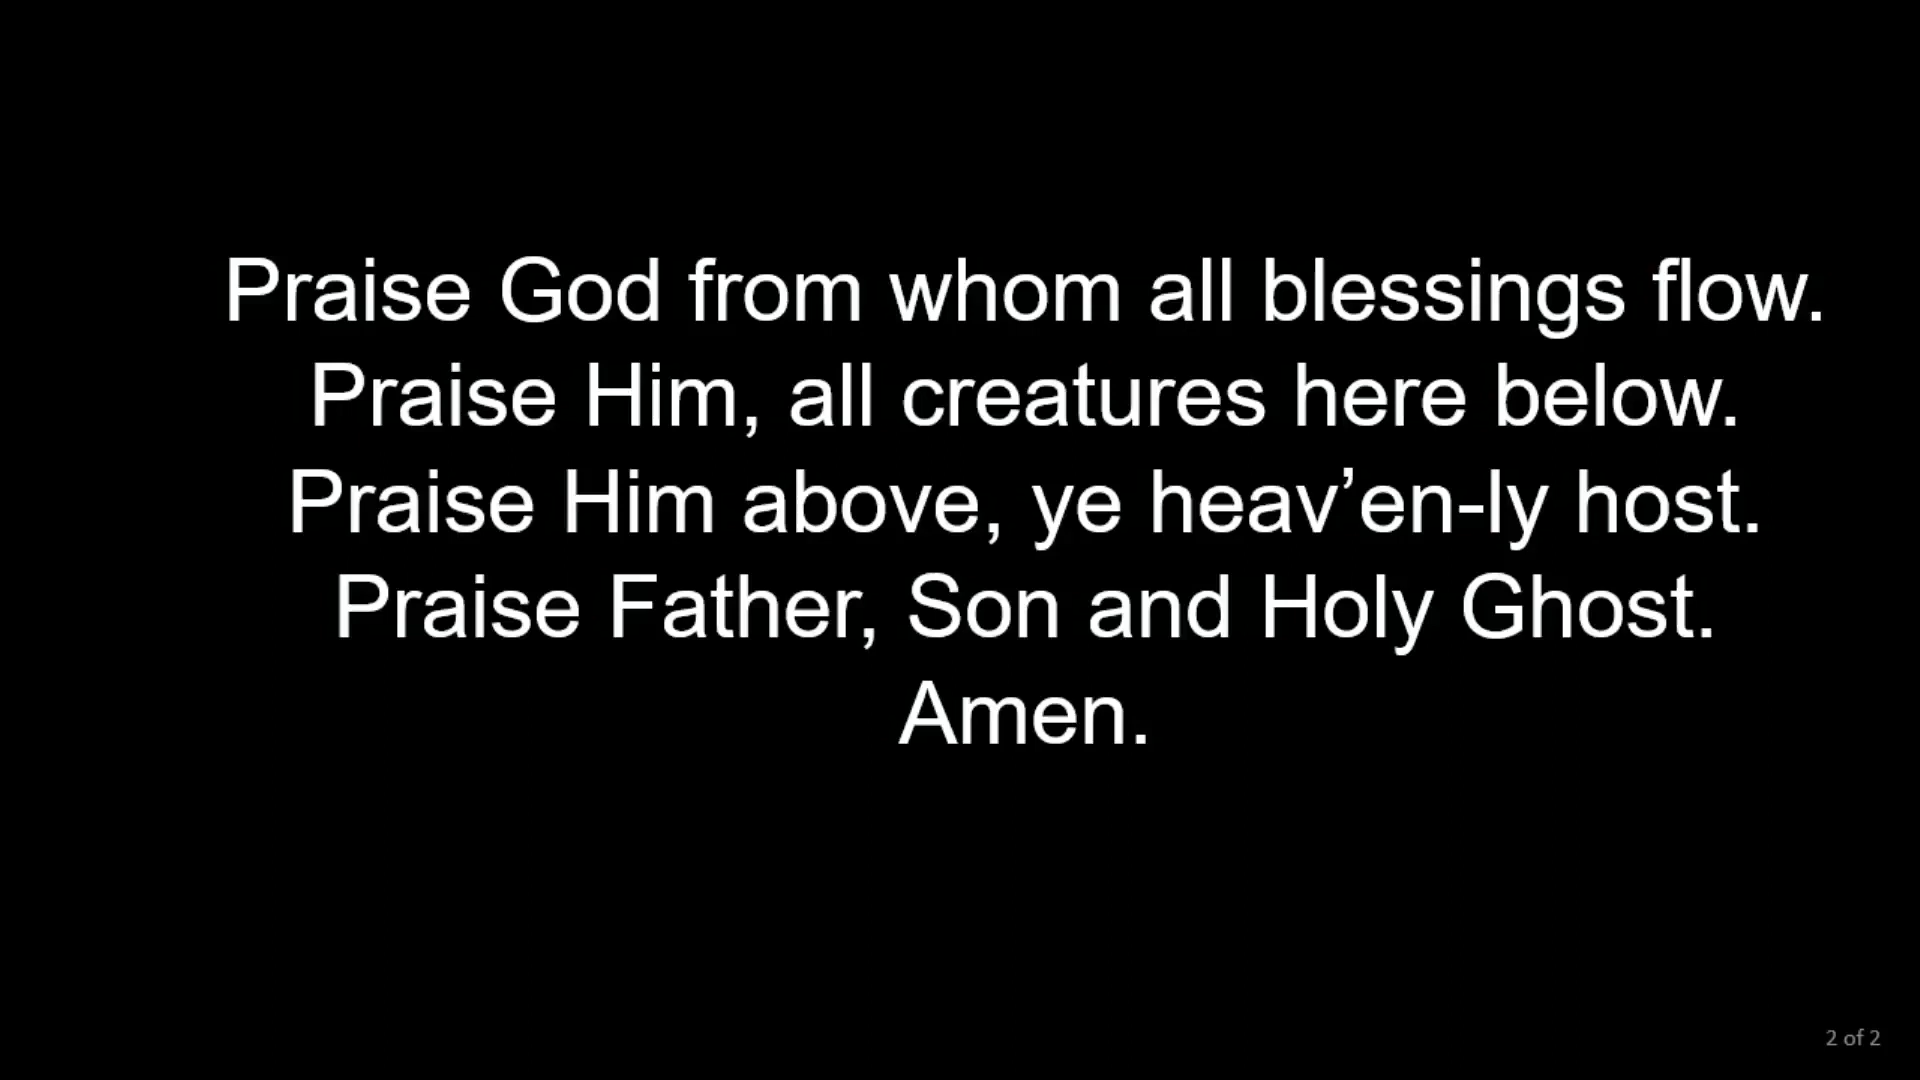 Praise God from whom all blessings flow.
Praise Him, all creatures here below.
Praise Him above, ye heav’en-ly host.
Praise Father, Son and Holy Ghost.
Amen.
2 of 2